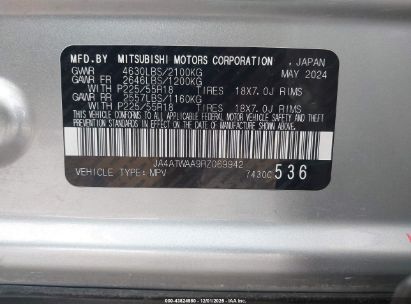 MFD.BY MITSUBISHI MOTORS CORPORATION , JAPAN
GVWR 4630LBS/2100KG MAY 2024
GAWR FR 2646LBS/1200KG
WITH P225/55R18 TIRES 18X7.0J RIMS
GAWR RR 2557LBS/1160KG
WITH P225/55R18 TIRES 18X7.0J RIMS
THIS VEHICLE CONFORMS TO ALL APPLICABLE
FEDERAL MOTOR VEHICLE SAFETY AND THEFT
PREVENTION STANDARDS IN EFFECT ON THE DATE
OF MANUFACTURE SHOWN ABOVE.
JA4ATWAA9RZ069942
VEHICLE TYPE: MPV 7430C 536